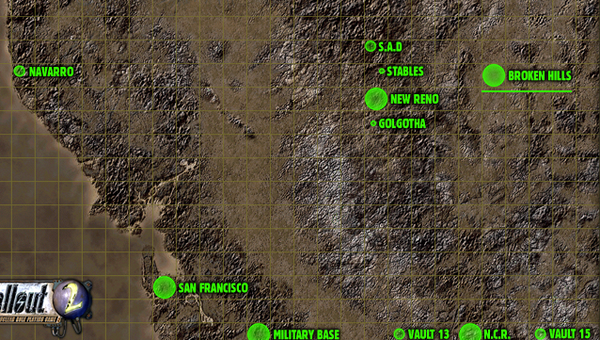 S.A.D
NAVARRO
STABLES
BROKEN HILLS
NEW RENO
GOLGOTHA
SAN FRANCISCO
allout 2
MILITARY BASE
VAULT 13
N.C.R.
VAULT 15